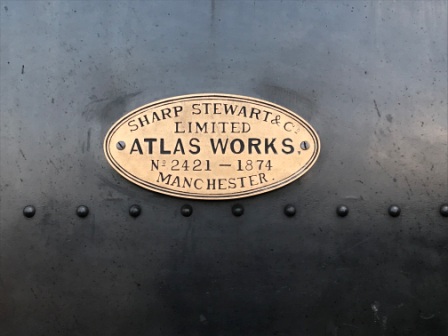 SHARP STEWART & Co
LIMITED
ATLAS WORKS.
No 2421 — 1874
MANCHESTER.